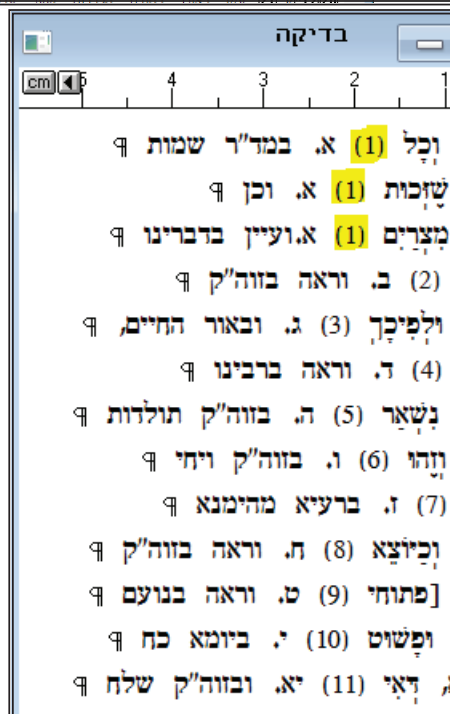 בדיקה
cm 5 4 3 2 1
וְכָל (1) א. במד"ר שמות ¶
שֶׁזְּכוּת (1) א. וכן ¶
מִצְרַיִם (1) א.ועיין בדברינו ¶
(2) ב. וראה בזוה"ק ¶
וּלְפִיכָךְ (3) ג. ובאור החיים, ¶
(4) ד. וראה ברבינו ¶
נִשְׁאַר (5) ה. בזוה"ק תולדות ¶
וְזֶהוּ (6) ו. בזוה"ק ויחי ¶
(7) ז. ברעיא מהימנא ¶
וְכַיּוֹצֵא (8) ח. וראה בזוה"ק ¶
[פתוחי (9) ט. וראה בנועם ¶
וּפָשׁוּט (10) י. ביומא כח ¶
, דְּאִי (11) יא. ובזוה"ק שלח ¶